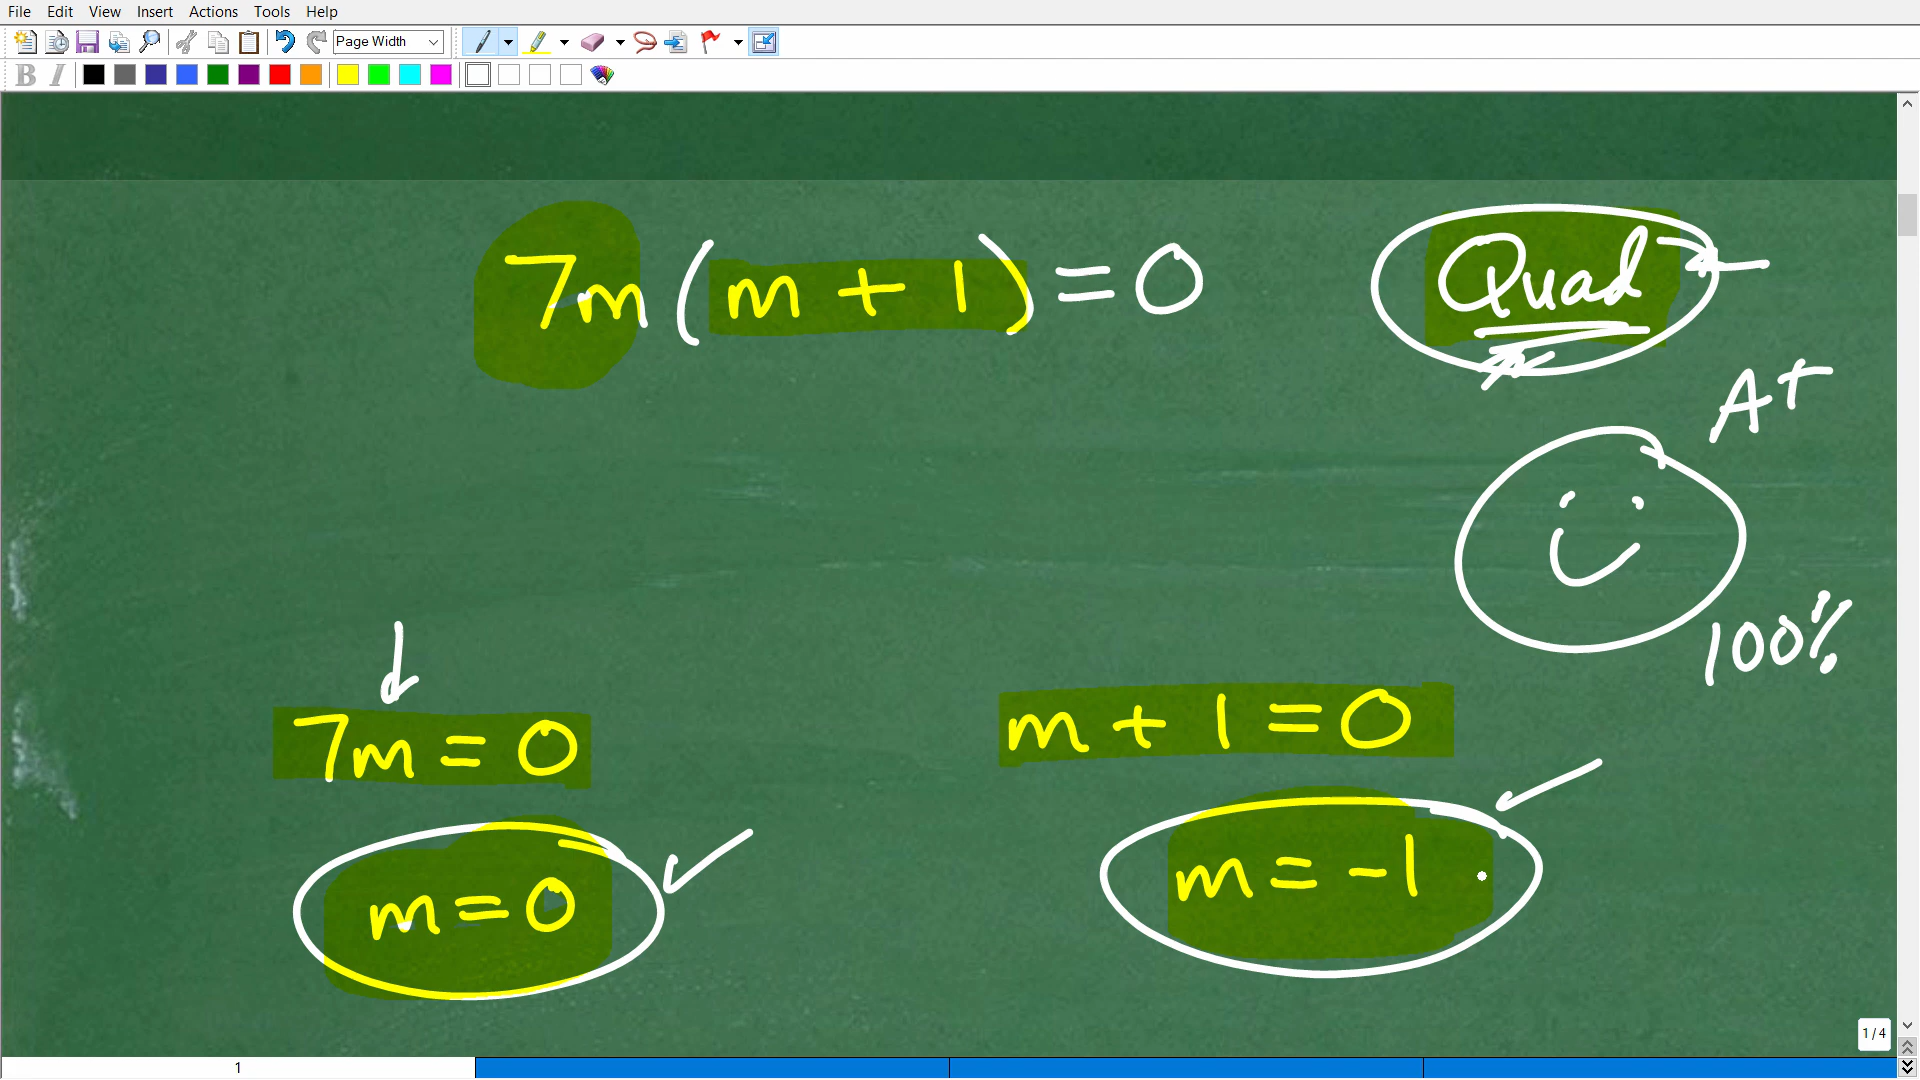 File Edit View Insert Actions Tools Help
Page Width
B I
7m(m + 1) = 0
Quad
A+
100%
7m = 0
m + 1 = 0
m = 0
m = -1
1 / 4
1